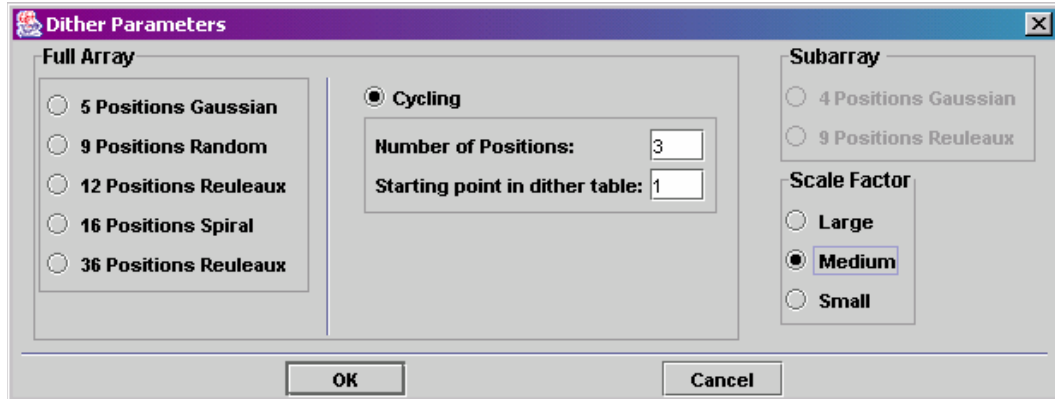 Dither Parameters
Full Array
5 Positions Gaussian
9 Positions Random
12 Positions Reuleaux
16 Positions Spiral
36 Positions Reuleaux
Cycling
Number of Positions: 3
Starting point in dither table: 1
Subarray
4 Positions Gaussian
9 Positions Reuleaux
Scale Factor
Large
Medium
Small
OK
Cancel